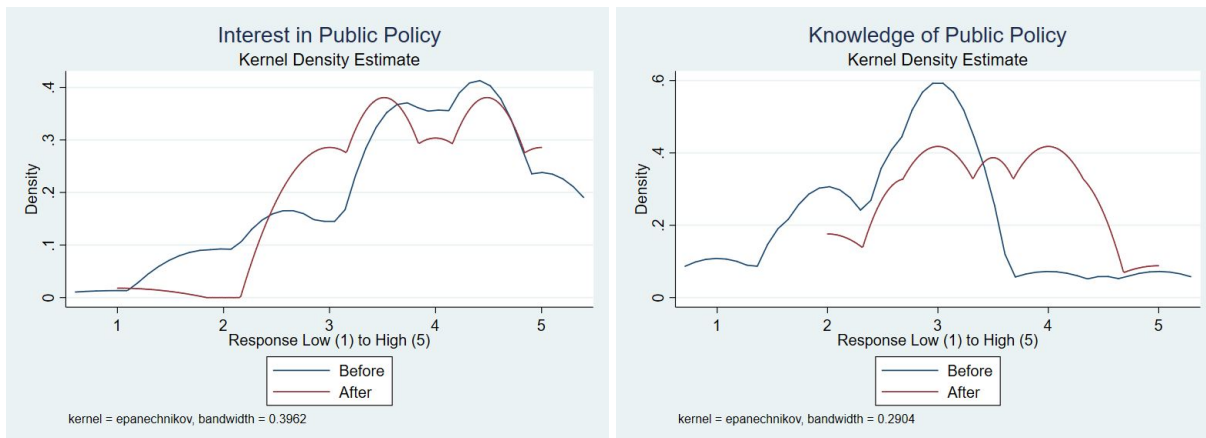 Interest in Public Policy
Kernel Density Estimate
Density
.4
.3
.2
.1
0
1 2 3 4 5
Response Low (1) to High (5)
Before
After
kernel = epanechnikov, bandwidth = 0.3962
Knowledge of Public Policy
Kernel Density Estimate
Density
.6
.4
.2
0
1 2 3 4 5
Response Low (1) to High (5)
Before
After
kernel = epanechnikov, bandwidth = 0.2904